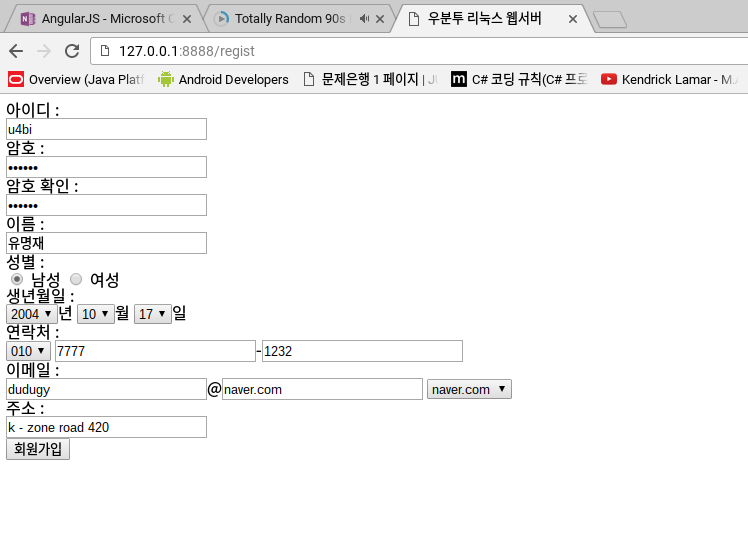 AngularJS - Microsoft
Totally Random 90s
우분투 리눅스 웹서버
127.0.0.1:8888/regist
Overview (Java Platf Android Developers 문제은행 1 페이지 | C# 코딩 규칙(C# 프로 Kendrick Lamar - M.A
아이디 :
u4bi
암호 :
••••••
암호 확인 :
••••••
이름 :
유명재
성별 :
남성 여성
생년월일 :
2004 년 10 월 17 일
연락처 :
010 7777 - 1232
이메일 :
dudugy @ naver.com naver.com
주소 :
k - zone road 420
회원가입